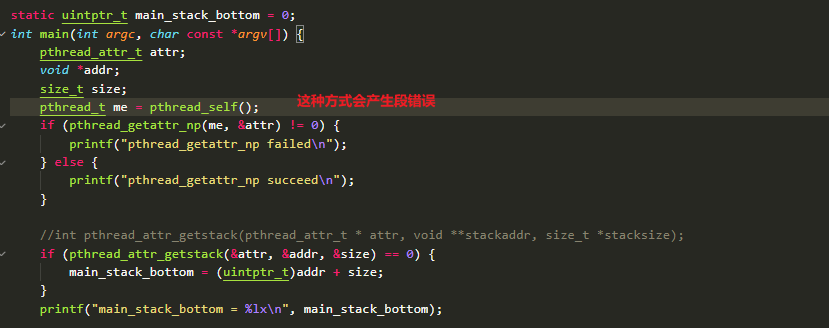 static uintptr_t main_stack_bottom = 0;
int main(int argc, char const *argv[]) {
    pthread_attr_t attr;
    void *addr;
    size_t size;
    pthread_t me = pthread_self();    这种方式会产生段错误
    if (pthread_getattr_np(me, &attr) != 0) {
        printf("pthread_getattr_np failed\n");
    } else {
        printf("pthread_getattr_np succeed\n");
    }
    //int pthread_attr_getstack(pthread_attr_t * attr, void **stackaddr, size_t *stacksize);
    if (pthread_attr_getstack(&attr, &addr, &size) == 0) {
        main_stack_bottom = (uintptr_t)addr + size;
    }
    printf("main_stack_bottom = %lx\n", main_stack_bottom);